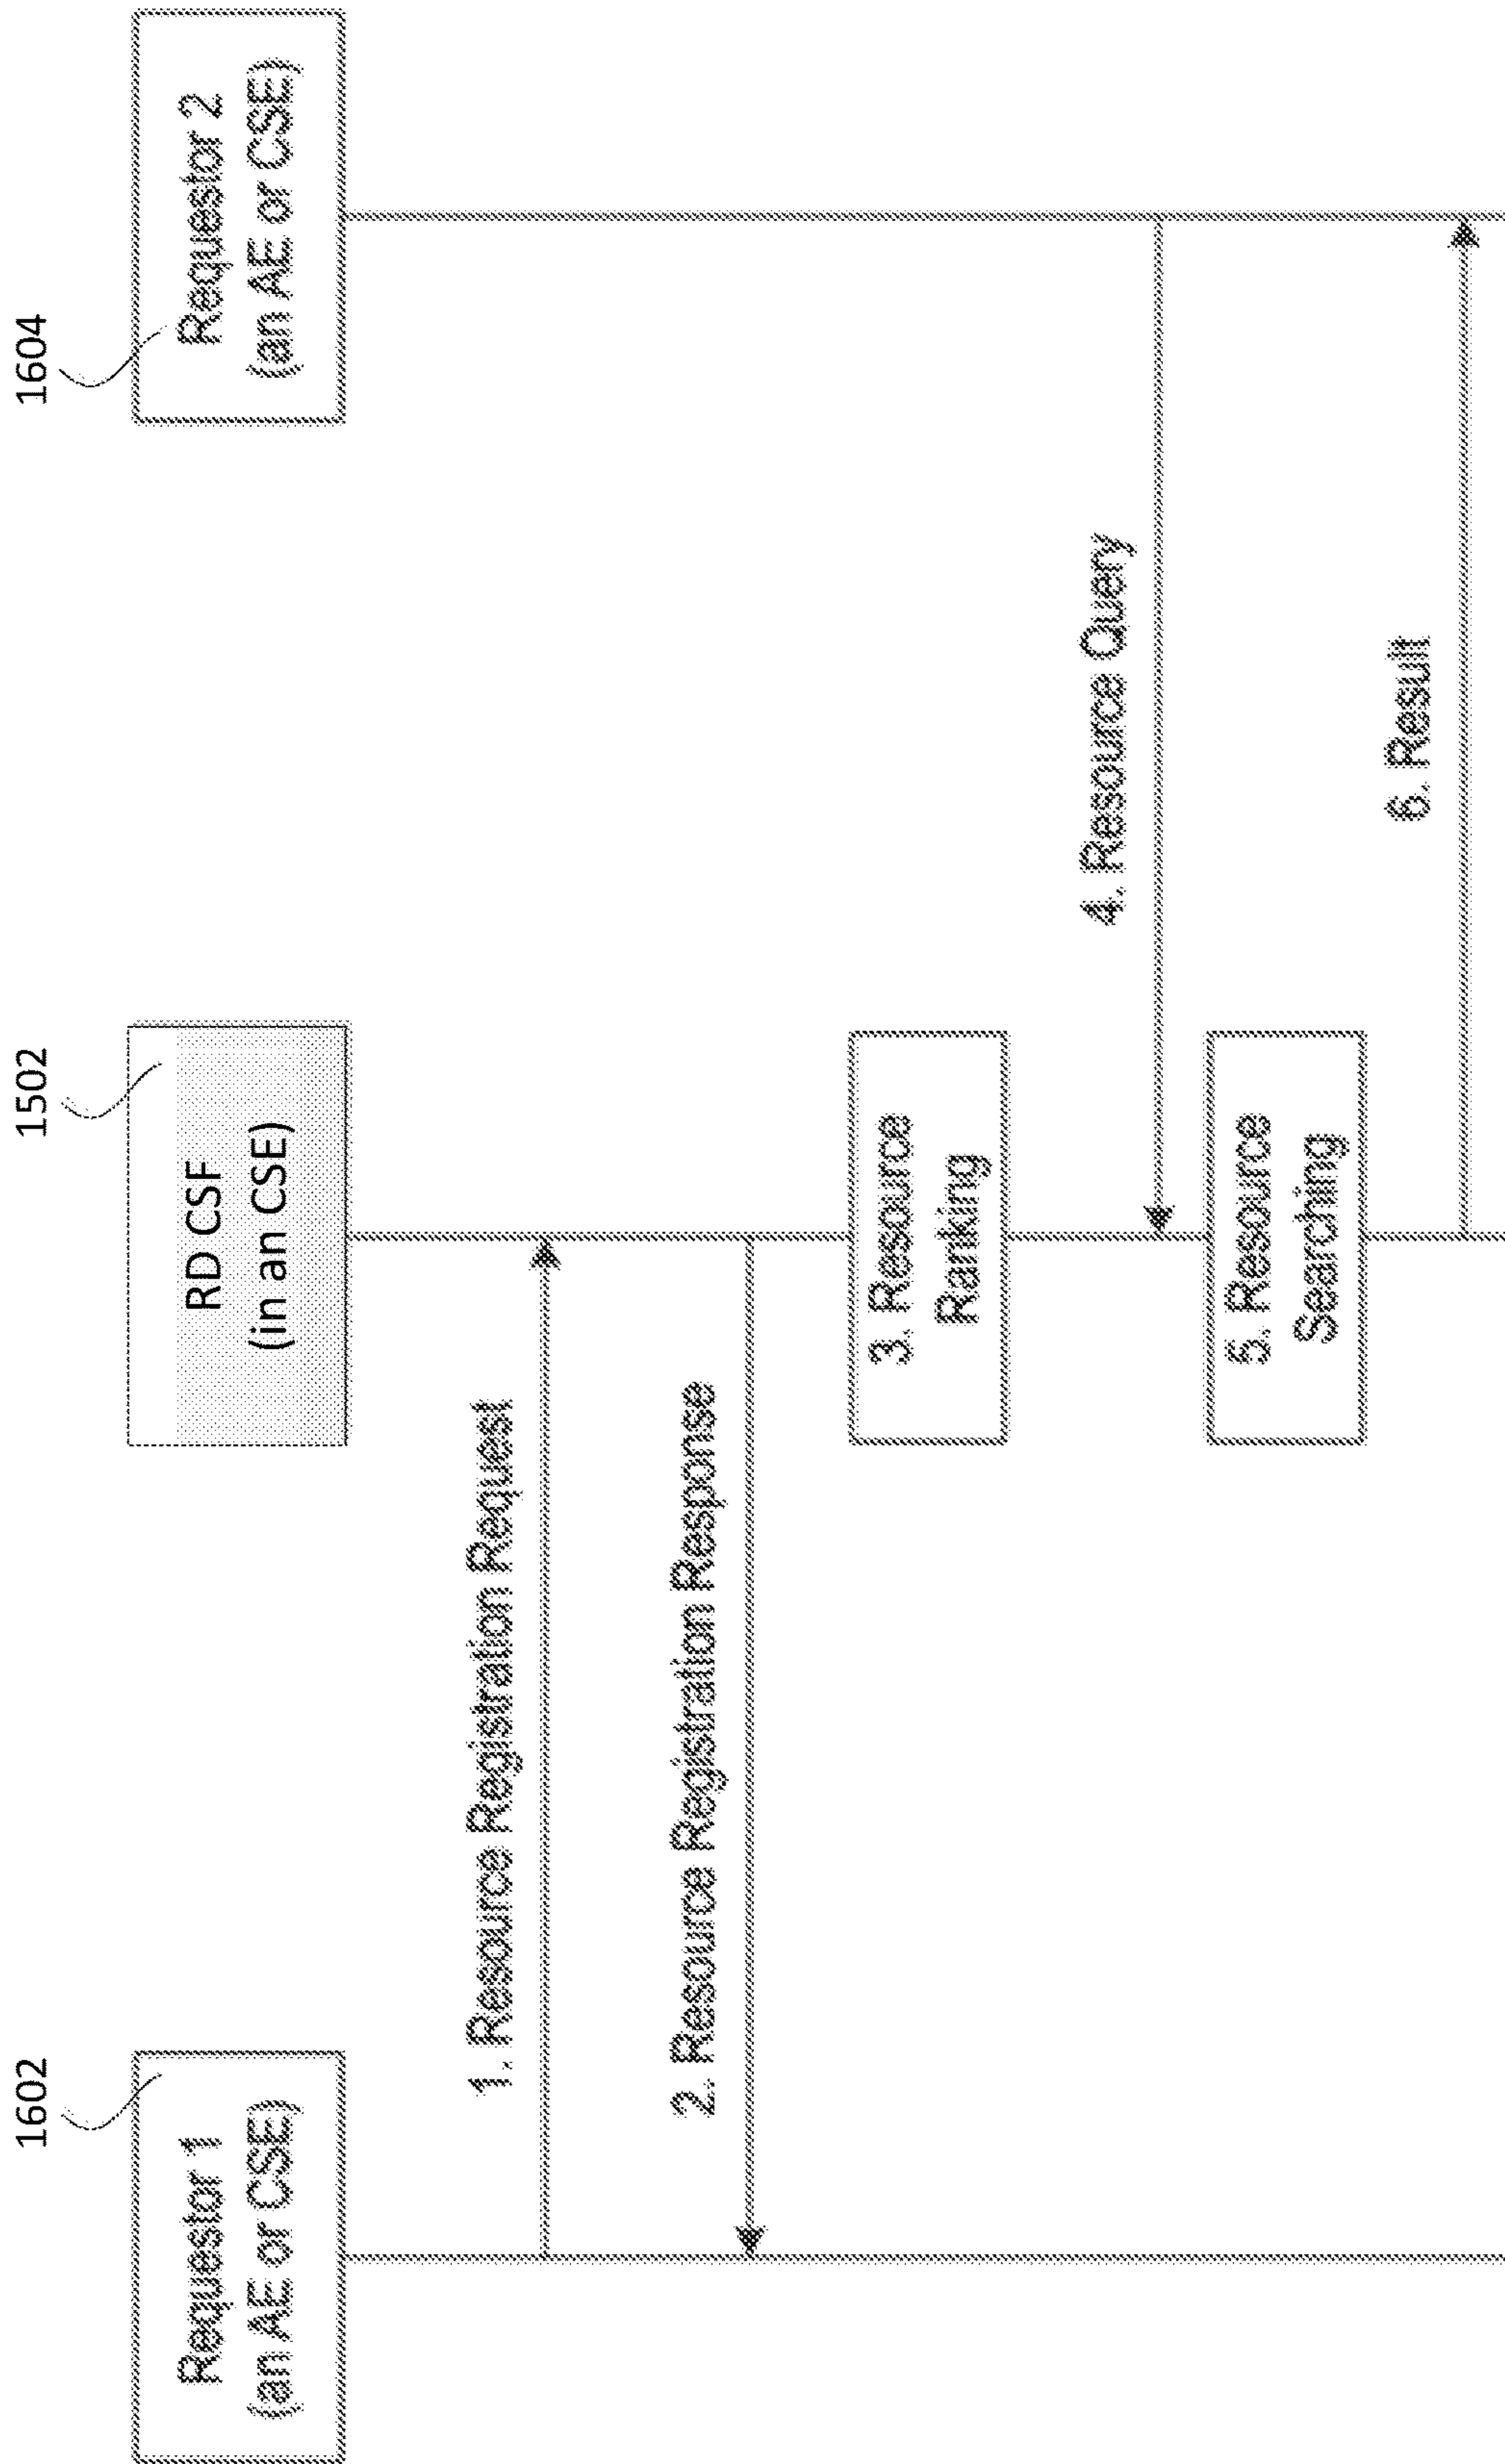 1602
1502
1604
Requestor 1
(an AE or CSE)
RD CSF
(in an CSE)
Requestor 2
(an AE or CSE)
1. Resource Registration Request
2. Resource Registration Response
3. Resource
Ranking
4. Resource Query
5. Resource
Searching
6. Result